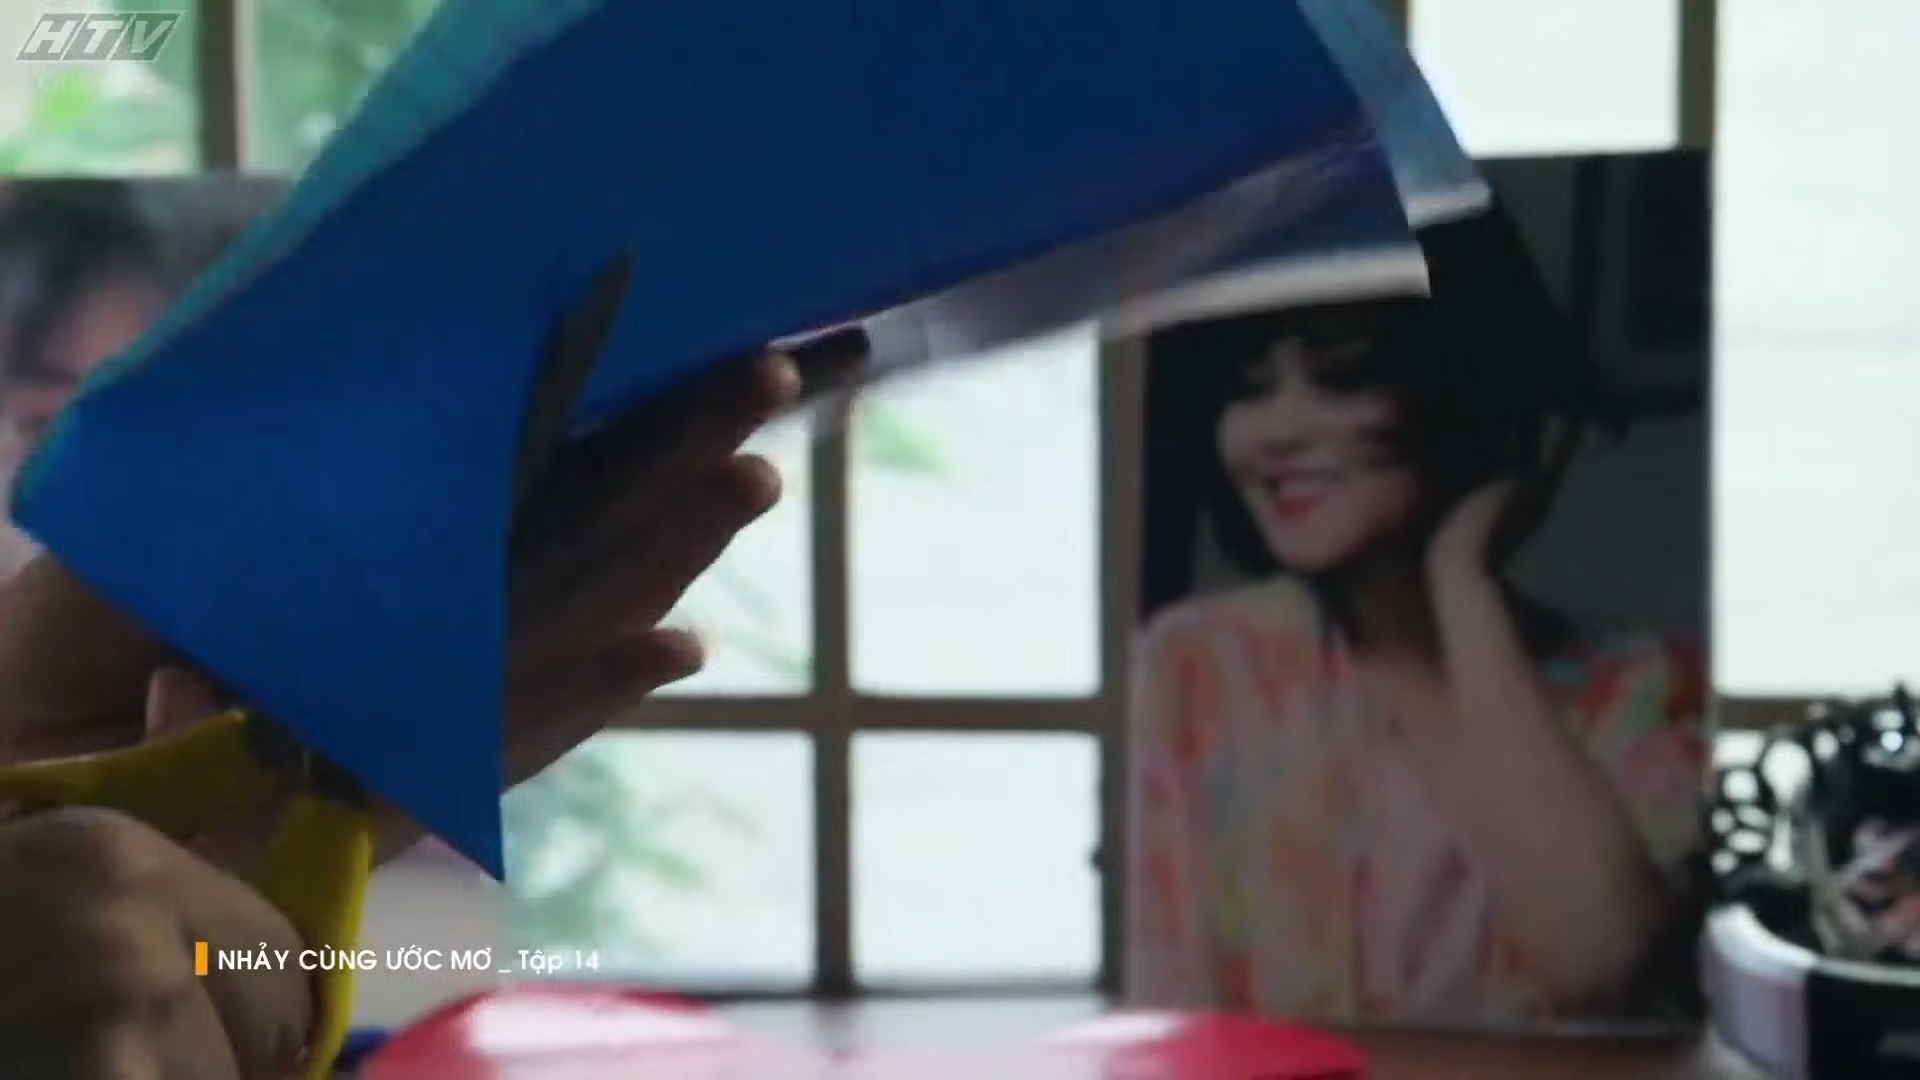 HTV
NHẢY CÙNG ƯỚC MƠ _ Tập 14